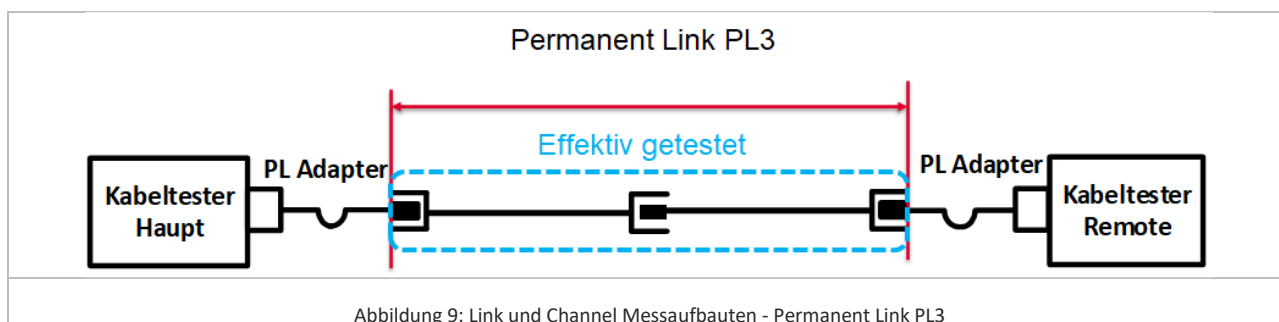 Permanent Link PL3
Effektiv getestet
PL Adapter
PL Adapter
Kabeltester
Haupt
Kabeltester
Remote
Abbildung 9: Link und Channel Messaufbauten - Permanent Link PL3